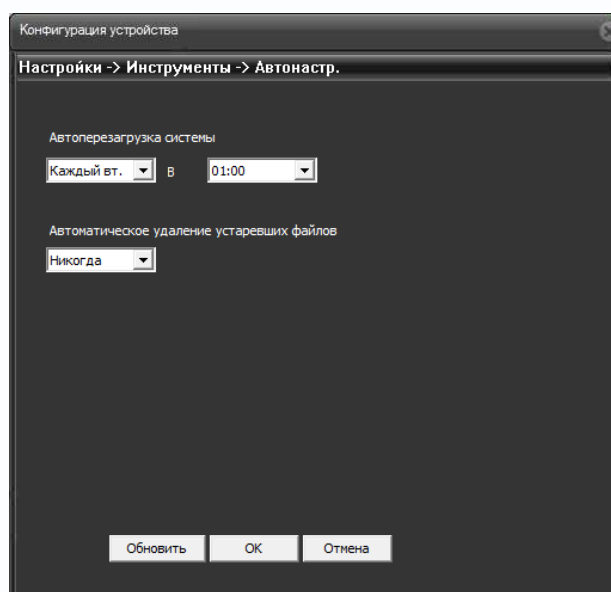 Конфигурация устройства
Настройки -> Инструменты -> Автонастр.
Автоперезагрузка системы
Каждый вт. В 01:00
Автоматическое удаление устаревших файлов
Никогда
Обновить OK Отмена